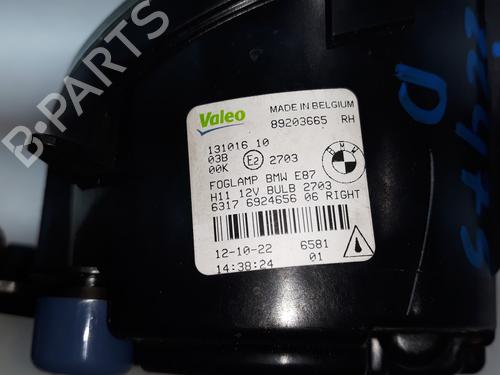 Valeo
MADE IN BELGIUM
89203665 RH
131016 10
03B
00K E2 2703
BMW
FOGLAMP BMW E87
H11 12V BULB 2703
6317 6924656 06 RIGHT
12-10-22 6581
14:38:24 01
B-PARTS
D